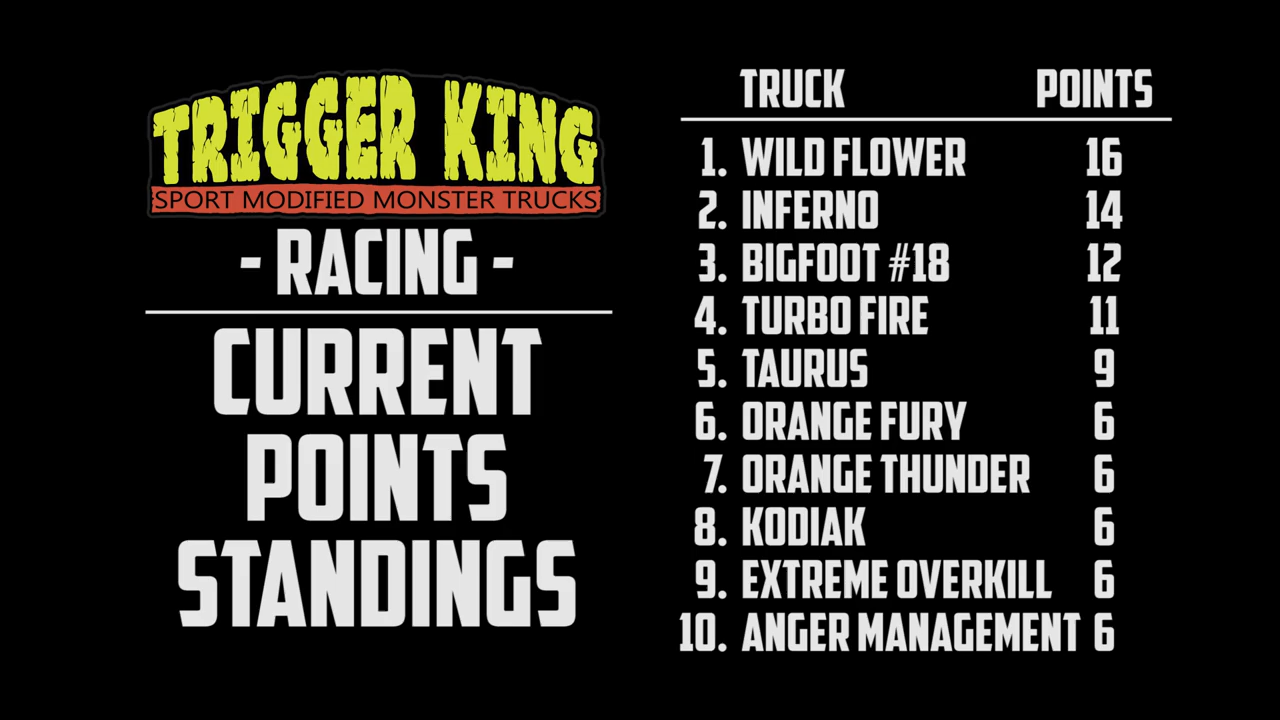 TRIGGER KING
SPORT MODIFIED MONSTER TRUCKS
- RACING -
CURRENT
POINTS
STANDINGS
TRUCK POINTS
1. WILD FLOWER 16
2. INFERNO 14
3. BIGFOOT #18 12
4. TURBO FIRE 11
5. TAURUS 9
6. ORANGE FURY 6
7. ORANGE THUNDER 6
8. KODIAK 6
9. EXTREME OVERKILL 6
10. ANGER MANAGEMENT 6